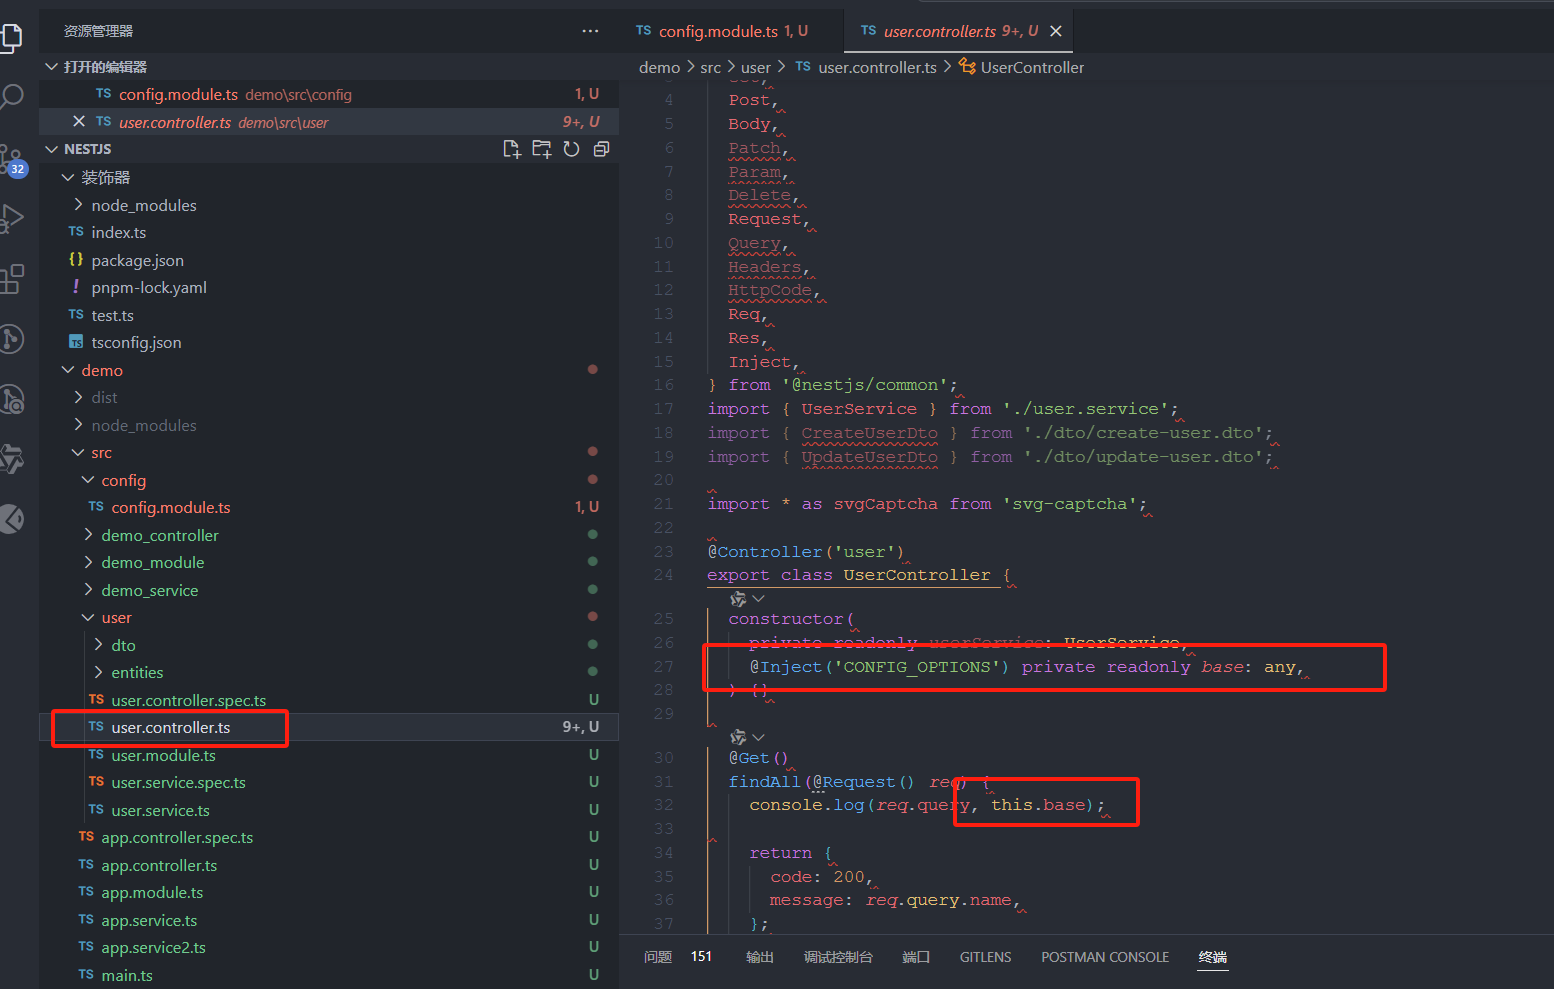 资源管理器
打开的编辑器
TS config.module.ts demo\src\config 1, U
TS user.controller.ts demo\src\user 9+, U
NESTJS
32
装饰器
node_modules
TS index.ts
{} package.json
! pnpm-lock.yaml
TS test.ts
TS tsconfig.json
demo
dist
node_modules
src
config
TS config.module.ts 1, U
demo_controller
demo_module
demo_service
user
dto
entities
TS user.controller.spec.ts U
TS user.controller.ts 9+, U
TS user.module.ts U
TS user.service.spec.ts U
TS user.service.ts U
TS app.controller.spec.ts U
TS app.controller.ts U
TS app.module.ts U
TS app.service.ts U
TS app.service2.ts U
TS main.ts U
TS config.module.ts 1, U
TS user.controller.ts 9+, U
demo > src > user > TS user.controller.ts > UserController
4 Post,
5 Body,
6 Patch,
7 Param,
8 Delete,
9 Request,
10 Query,
11 Headers,
12 HttpCode,
13 Req,
14 Res,
15 Inject,
16 } from '@nestjs/common';
17 import { UserService } from './user.service';
18 import { CreateUserDto } from './dto/create-user.dto';
19 import { UpdateUserDto } from './dto/update-user.dto';
20
21 import * as svgCaptcha from 'svg-captcha';
22
23 @Controller('user')
24 export class UserController {
25 constructor(
26 private readonly userService: UserService,
27 @Inject('CONFIG_OPTIONS') private readonly base: any,
28 ) {}
29
30 @Get()
31 findAll(@Request() req) {
32 console.log(req.query, this.base);
33
34 return {
35 code: 200,
36 message: req.query.name,
37 };
问题 151 输出 调试控制台 端口 GITLENS POSTMAN CONSOLE 终端